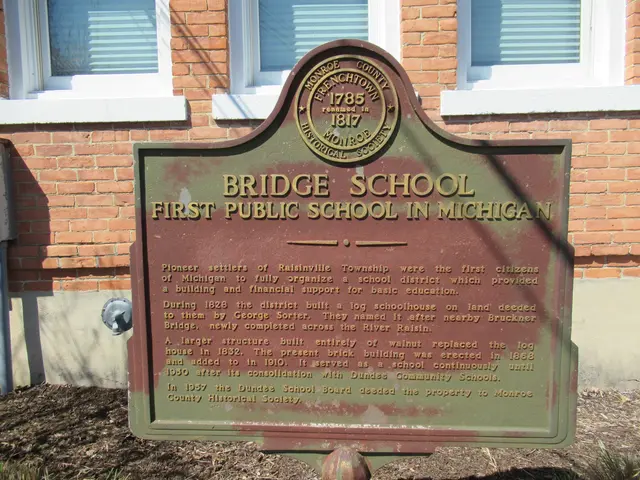 MONROE COUNTY
FRENCHTOWN
1785
renamed in
1817
MONROE
HISTORICAL SOCIETY
BRIDGE SCHOOL
FIRST PUBLIC SCHOOL IN MICHIGAN
Pioneer settlers of Raisinville Township were the first citizens
of Michigan to fully organize a school district which provided
a building and financial support for basic education.
During 1828 the district built a log schoolhouse on land deeded
to them by George Sorter. They named it after nearby Bruckner
Bridge, newly completed across the River Raisin.
A larger structure built entirely of walnut replaced the log
house in 1832. The present brick building was erected in 1868
and added to in 1910. It served as a school continuously until
1950 after its consolidation with Dundee Community Schools.
In 1957 the Dundee School Board deeded the property to Monroe
County Historical Society.